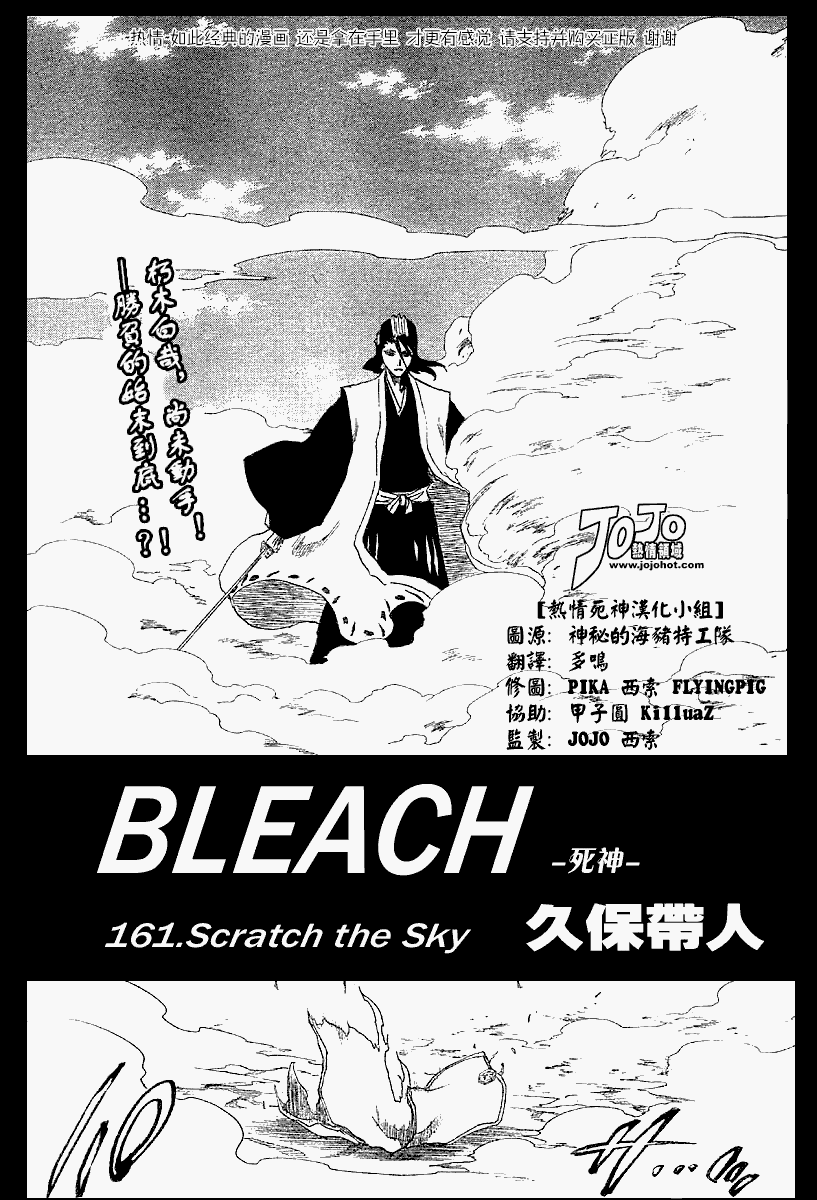 热情·如此经典的漫画 还是拿在手里 才更有感觉 请支持并购买正版 谢谢
朽木白哉，尚未動手！
—勝負的始末到底…？！
JOJO
熱情領域
www.jojohot.com
【熱情死神漢化小組】
圖源: 神秘的海豬特工隊
翻譯: 多鳴
修圖: PIKA 西索 FLYINGPIG
協助: 甲子圓 KilluaZ
監製: JOJO 西索
BLEACH
-死神-
161.Scratch the Sky
久保帶人